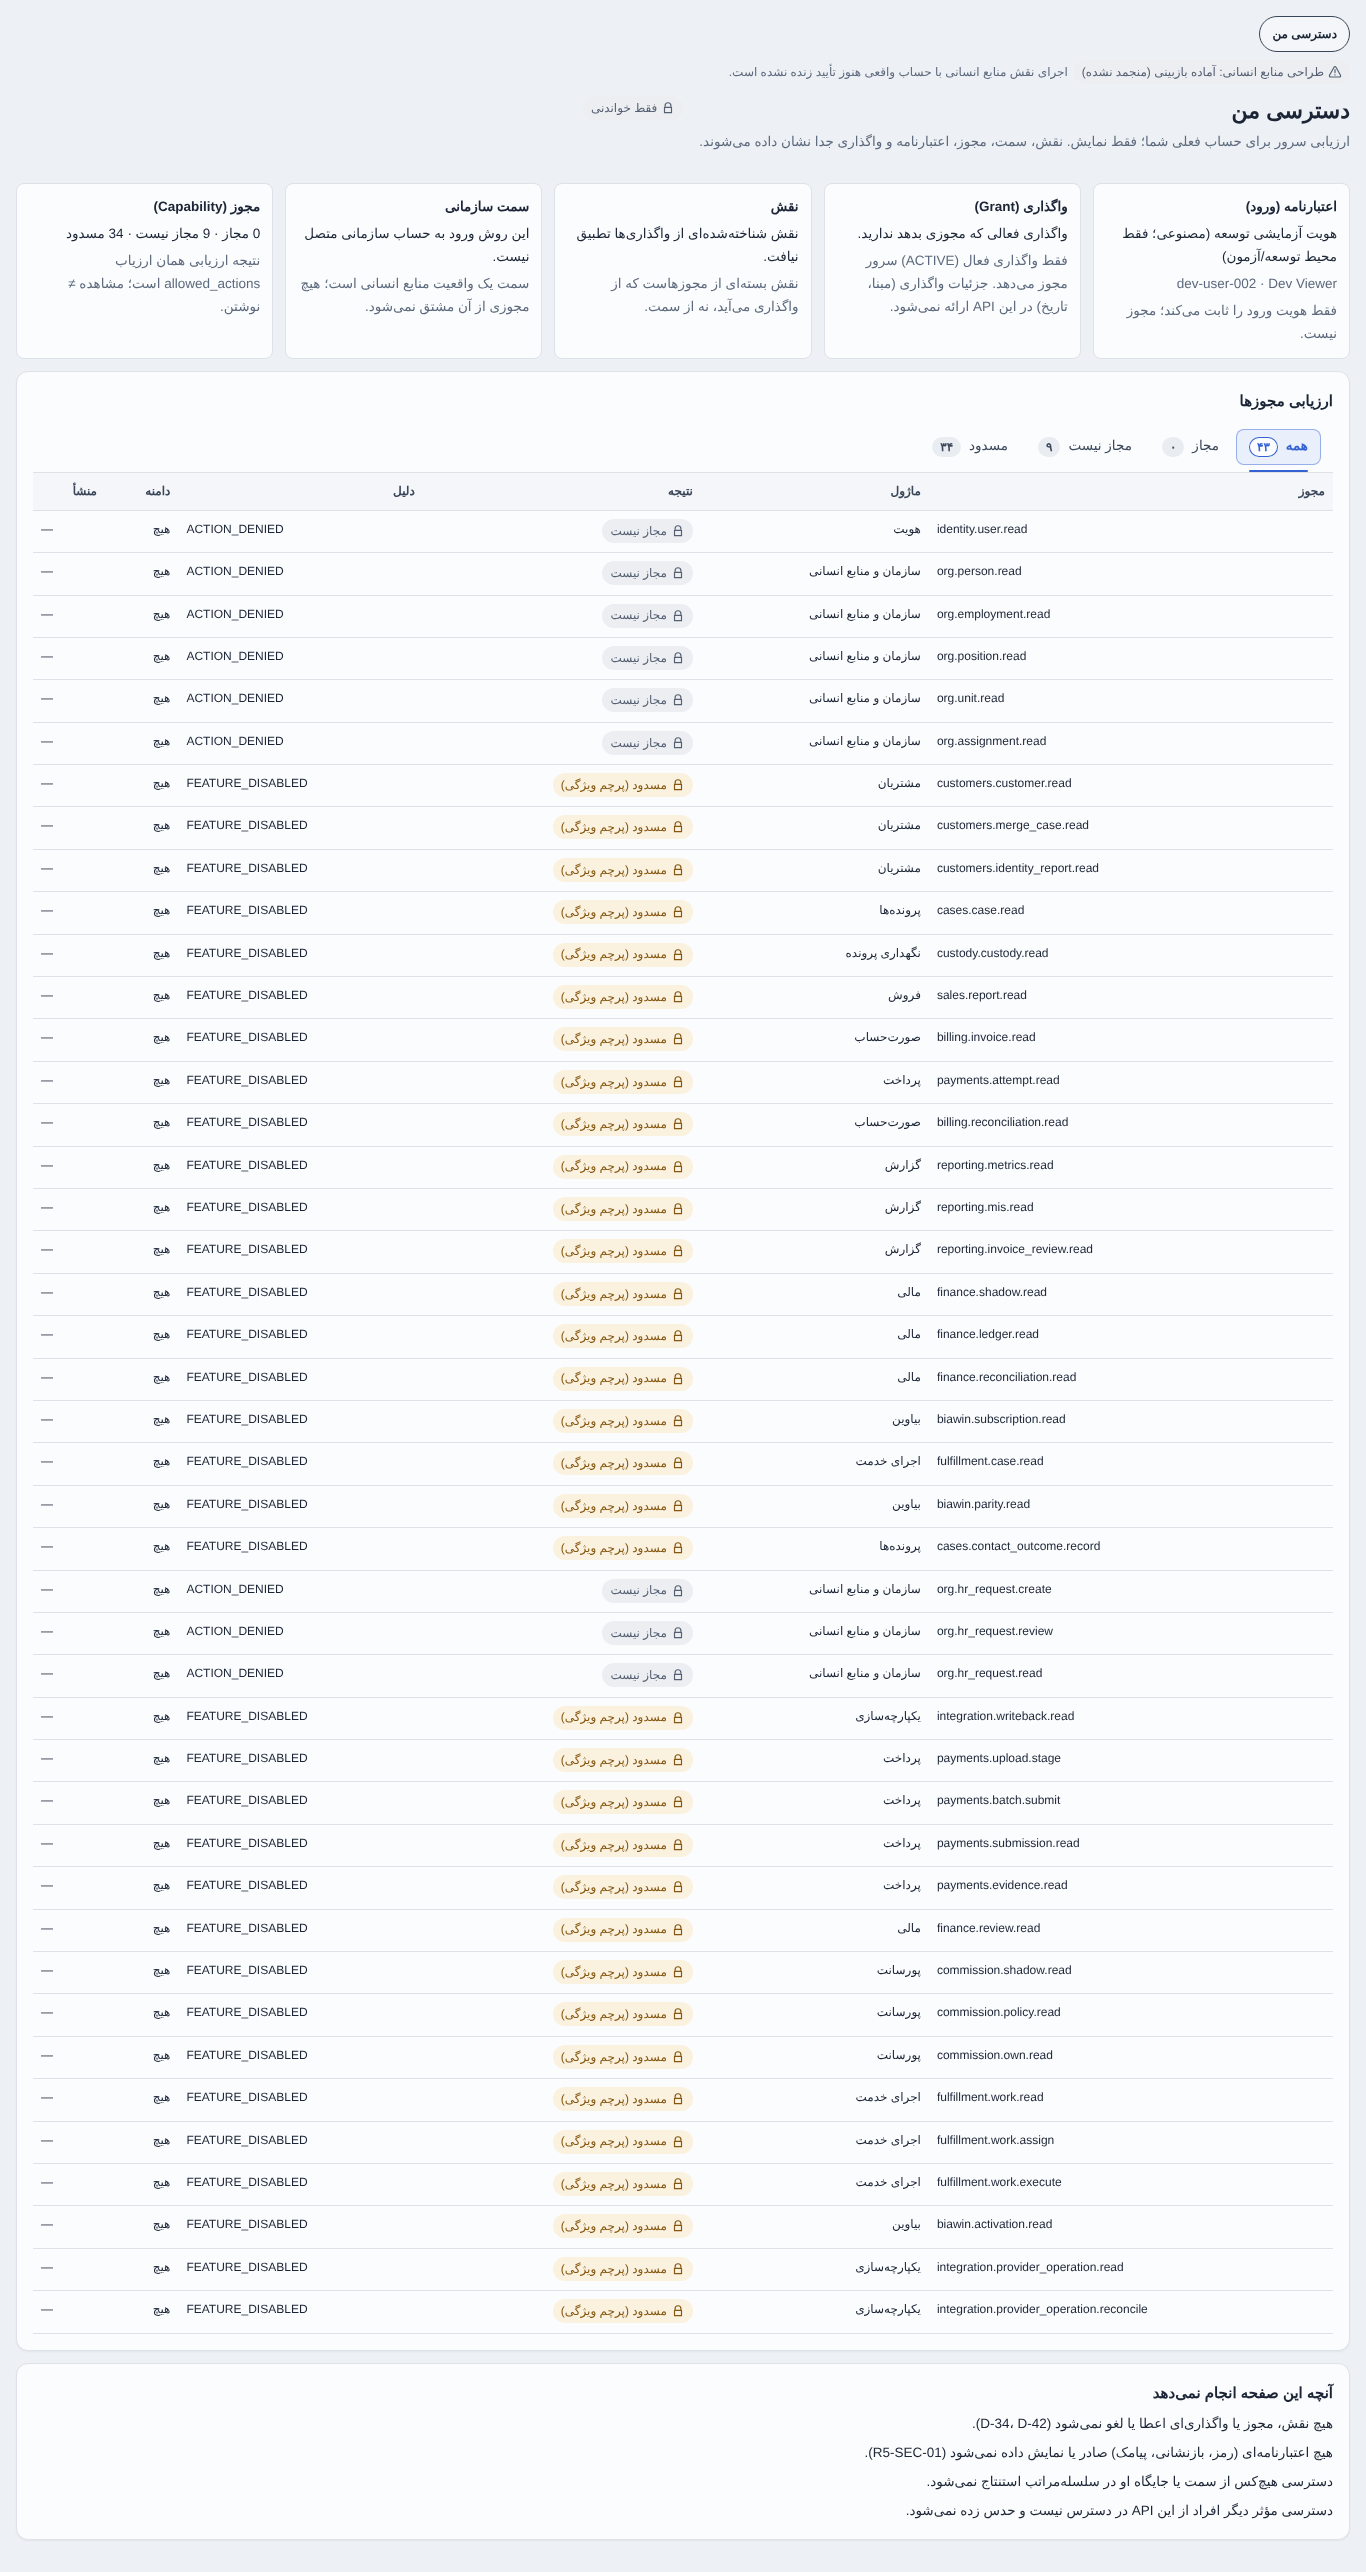 دسترسی من
طراحی منابع انسانی: آماده بازبینی (منجمد نشده) اجرای نقش منابع انسانی با حساب واقعی هنوز تأیید زنده نشده است.
دسترسی من
فقط خواندنی
ارزیابی سرور برای حساب فعلی شما؛ فقط نمایش. نقش، سمت، مجوز، اعتبارنامه و واگذاری جدا نشان داده می‌شوند.
اعتبارنامه (ورود)
هویت آزمایشی توسعه (مصنوعی؛ فقط
محیط توسعه/آزمون)
dev-user-002 · Dev Viewer
فقط هویت ورود را ثابت می‌کند؛ مجوز
نیست.
واگذاری (Grant)
واگذاری فعالی که مجوزی بدهد ندارید.
فقط واگذاری فعال (ACTIVE) سرور
مجوز می‌دهد. جزئیات واگذاری (مبنا،
تاریخ) در این API ارائه نمی‌شود.
نقش
نقش شناخته‌شده‌ای از واگذاری‌ها تطبیق
نیافت.
نقش بسته‌ای از مجوزهاست که از
واگذاری می‌آید، نه از سمت.
سمت سازمانی
این روش ورود به حساب سازمانی متصل
نیست.
سمت یک واقعیت منابع انسانی است؛ هیچ
مجوزی از آن مشتق نمی‌شود.
مجوز (Capability)
0 مجاز · 9 مجاز نیست · 34 مسدود
نتیجه ارزیابی همان ارزیاب
allowed_actions است؛ مشاهده ≠
نوشتن.
ارزیابی مجوزها
همه ۴۳ مجاز ۰ مجاز نیست ۹ مسدود ۳۴
مجوز ماژول نتیجه دلیل دامنه منشأ
identity.user.read هویت مجاز نیست ACTION_DENIED هیچ —
org.person.read سازمان و منابع انسانی مجاز نیست ACTION_DENIED هیچ —
org.employment.read سازمان و منابع انسانی مجاز نیست ACTION_DENIED هیچ —
org.position.read سازمان و منابع انسانی مجاز نیست ACTION_DENIED هیچ —
org.unit.read سازمان و منابع انسانی مجاز نیست ACTION_DENIED هیچ —
org.assignment.read سازمان و منابع انسانی مجاز نیست ACTION_DENIED هیچ —
customers.customer.read مشتریان مسدود (پرچم ویژگی) FEATURE_DISABLED هیچ —
customers.merge_case.read مشتریان مسدود (پرچم ویژگی) FEATURE_DISABLED هیچ —
customers.identity_report.read مشتریان مسدود (پرچم ویژگی) FEATURE_DISABLED هیچ —
cases.case.read پرونده‌ها مسدود (پرچم ویژگی) FEATURE_DISABLED هیچ —
custody.custody.read نگهداری پرونده مسدود (پرچم ویژگی) FEATURE_DISABLED هیچ —
sales.report.read فروش مسدود (پرچم ویژگی) FEATURE_DISABLED هیچ —
billing.invoice.read صورت‌حساب مسدود (پرچم ویژگی) FEATURE_DISABLED هیچ —
payments.attempt.read پرداخت مسدود (پرچم ویژگی) FEATURE_DISABLED هیچ —
billing.reconciliation.read صورت‌حساب مسدود (پرچم ویژگی) FEATURE_DISABLED هیچ —
reporting.metrics.read گزارش مسدود (پرچم ویژگی) FEATURE_DISABLED هیچ —
reporting.mis.read گزارش مسدود (پرچم ویژگی) FEATURE_DISABLED هیچ —
reporting.invoice_review.read گزارش مسدود (پرچم ویژگی) FEATURE_DISABLED هیچ —
finance.shadow.read مالی مسدود (پرچم ویژگی) FEATURE_DISABLED هیچ —
finance.ledger.read مالی مسدود (پرچم ویژگی) FEATURE_DISABLED هیچ —
finance.reconciliation.read مالی مسدود (پرچم ویژگی) FEATURE_DISABLED هیچ —
biawin.subscription.read بیاوین مسدود (پرچم ویژگی) FEATURE_DISABLED هیچ —
fulfillment.case.read اجرای خدمت مسدود (پرچم ویژگی) FEATURE_DISABLED هیچ —
biawin.parity.read بیاوین مسدود (پرچم ویژگی) FEATURE_DISABLED هیچ —
cases.contact_outcome.record پرونده‌ها مسدود (پرچم ویژگی) FEATURE_DISABLED هیچ —
org.hr_request.create سازمان و منابع انسانی مجاز نیست ACTION_DENIED هیچ —
org.hr_request.review سازمان و منابع انسانی مجاز نیست ACTION_DENIED هیچ —
org.hr_request.read سازمان و منابع انسانی مجاز نیست ACTION_DENIED هیچ —
integration.writeback.read یکپارچه‌سازی مسدود (پرچم ویژگی) FEATURE_DISABLED هیچ —
payments.upload.stage پرداخت مسدود (پرچم ویژگی) FEATURE_DISABLED هیچ —
payments.batch.submit پرداخت مسدود (پرچم ویژگی) FEATURE_DISABLED هیچ —
payments.submission.read پرداخت مسدود (پرچم ویژگی) FEATURE_DISABLED هیچ —
payments.evidence.read پرداخت مسدود (پرچم ویژگی) FEATURE_DISABLED هیچ —
finance.review.read مالی مسدود (پرچم ویژگی) FEATURE_DISABLED هیچ —
commission.shadow.read پورسانت مسدود (پرچم ویژگی) FEATURE_DISABLED هیچ —
commission.policy.read پورسانت مسدود (پرچم ویژگی) FEATURE_DISABLED هیچ —
commission.own.read پورسانت مسدود (پرچم ویژگی) FEATURE_DISABLED هیچ —
fulfillment.work.read اجرای خدمت مسدود (پرچم ویژگی) FEATURE_DISABLED هیچ —
fulfillment.work.assign اجرای خدمت مسدود (پرچم ویژگی) FEATURE_DISABLED هیچ —
fulfillment.work.execute اجرای خدمت مسدود (پرچم ویژگی) FEATURE_DISABLED هیچ —
biawin.activation.read بیاوین مسدود (پرچم ویژگی) FEATURE_DISABLED هیچ —
integration.provider_operation.read یکپارچه‌سازی مسدود (پرچم ویژگی) FEATURE_DISABLED هیچ —
integration.provider_operation.reconcile یکپارچه‌سازی مسدود (پرچم ویژگی) FEATURE_DISABLED هیچ —
آنچه این صفحه انجام نمی‌دهد
هیچ نقش، مجوز یا واگذاری‌ای اعطا یا لغو نمی‌شود (D-34، D-42).
هیچ اعتبارنامه‌ای (رمز، بازنشانی، پیامک) صادر یا نمایش داده نمی‌شود (R5-SEC-01).
دسترسی هیچ‌کس از سمت یا جایگاه او در سلسله‌مراتب استنتاج نمی‌شود.
دسترسی مؤثر دیگر افراد از این API در دسترس نیست و حدس زده نمی‌شود.